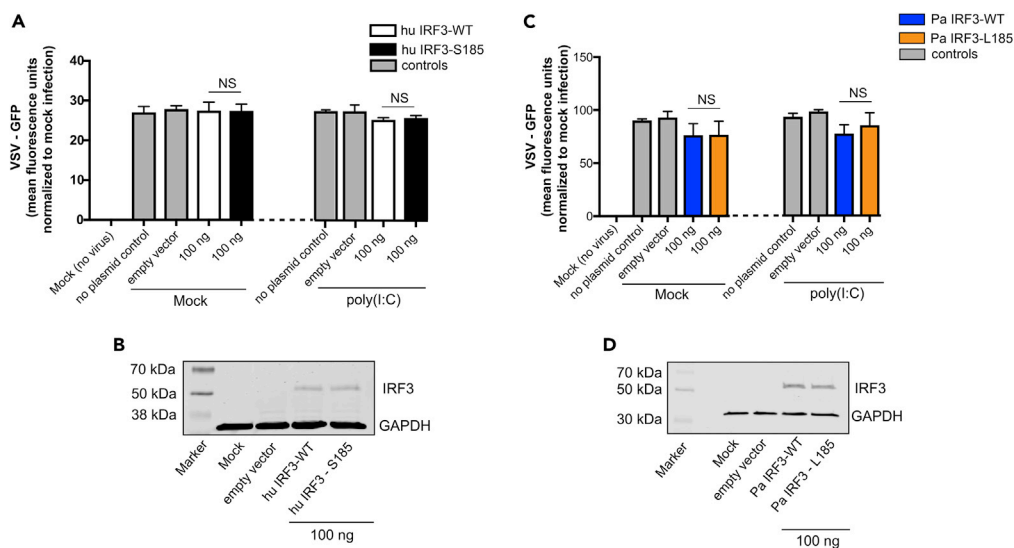 A
hu IRF3-WT
hu IRF3-S185
controls
VSV - GFP
(mean fluorescence units
normalized to mock infection)
40
30
20
10
0
NS
NS
Mock (no virus)
no plasmid control
empty vector
100 ng
100 ng
no plasmid control
empty vector
100 ng
100 ng
Mock
poly(I:C)
C
Pa IRF3-WT
Pa IRF3-L185
controls
VSV - GFP
(mean fluorescence units
normalized to mock infection)
150
100
50
0
NS
NS
Mock (no virus)
no plasmid control
empty vector
100 ng
100 ng
no plasmid control
empty vector
100 ng
100 ng
Mock
poly(I:C)
B
70 kDa
50 kDa
38 kDa
IRF3
GAPDH
Marker
Mock
empty vector
hu IRF3-WT
hu IRF3 - S185
100 ng
D
70 kDa
50 kDa
30 kDa
IRF3
GAPDH
Marker
Mock
empty vector
Pa IRF3-WT
Pa IRF3 - L185
100 ng